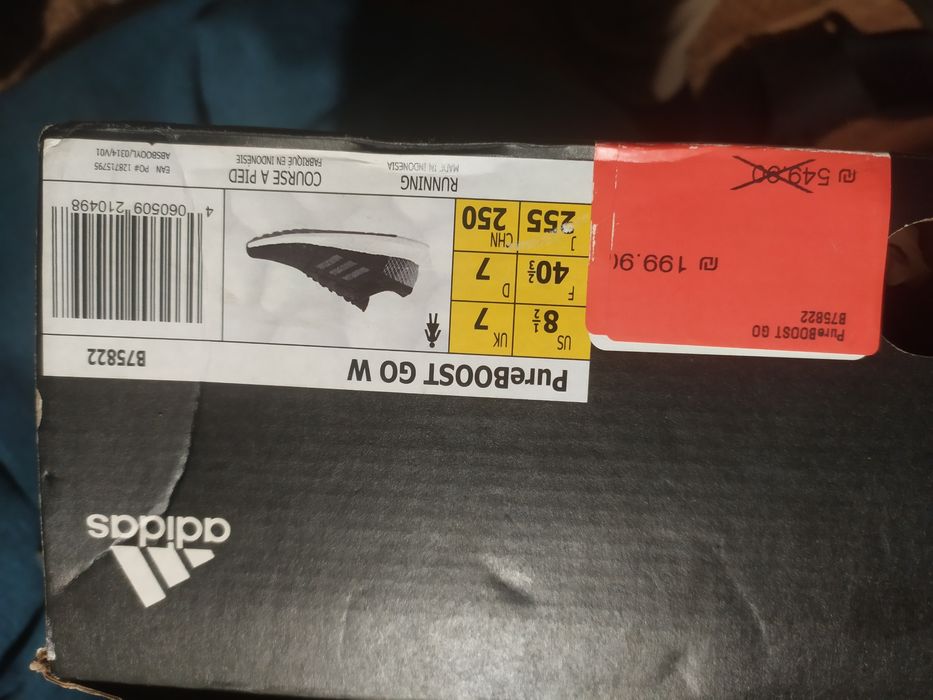 PureBOOST GO W
B75822
US
8½
UK
7
F
40⅔
D
7
J
255
CHN
250
4 060509 210498
RUNNING
COURSE A PIED
MADE IN INDONESIA
FABRIQUE EN INDONESIE
EAN PO# 128715795
ABSBOOYL/0314/V01
PureBOOST GO
B75822
₪ 199.90
₪ 549.90
adidas